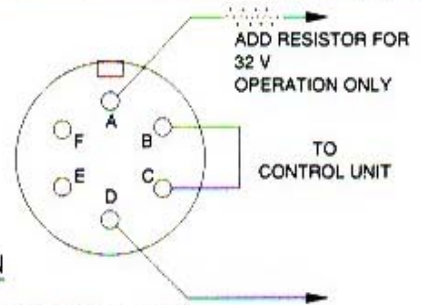 ADD RESISTOR FOR
32 V
OPERATION ONLY
A
B
F
TO
CONTROL UNIT
E
C
D
N